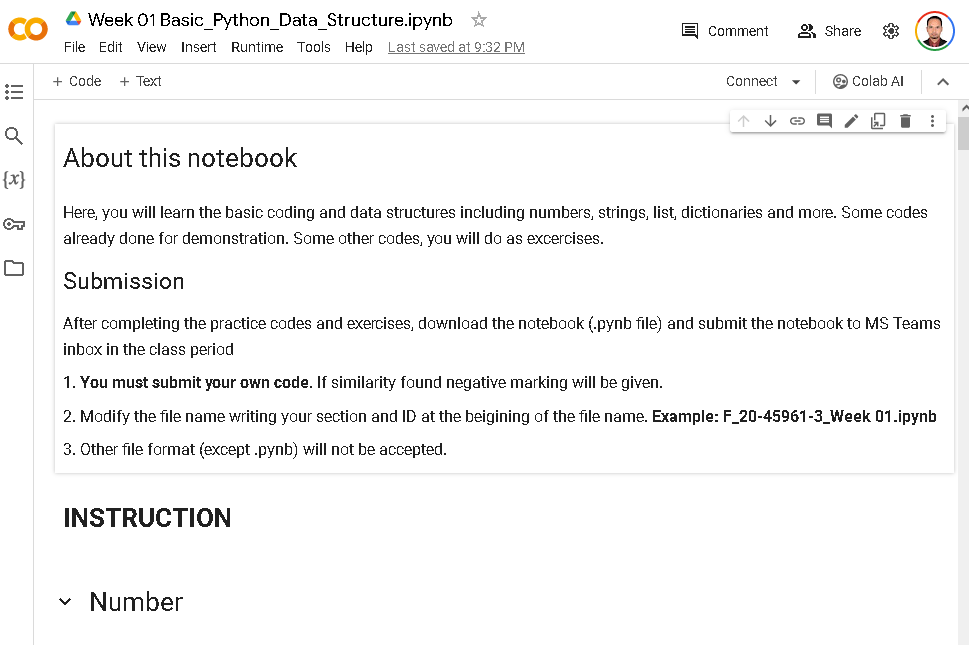 Week 01 Basic_Python_Data_Structure.ipynb
File Edit View Insert Runtime Tools Help Last saved at 9:32 PM
Comment Share
+ Code + Text
Connect Colab AI
{x}
About this notebook
Here, you will learn the basic coding and data structures including numbers, strings, list, dictionaries and more. Some codes
already done for demonstration. Some other codes, you will do as excercises.
Submission
After completing the practice codes and exercises, download the notebook (.pynb file) and submit the notebook to MS Teams
inbox in the class period
1. You must submit your own code. If similarity found negative marking will be given.
2. Modify the file name writing your section and ID at the beigining of the file name. Example: F_20-45961-3_Week 01.ipynb
3. Other file format (except .pynb) will not be accepted.
INSTRUCTION
Number